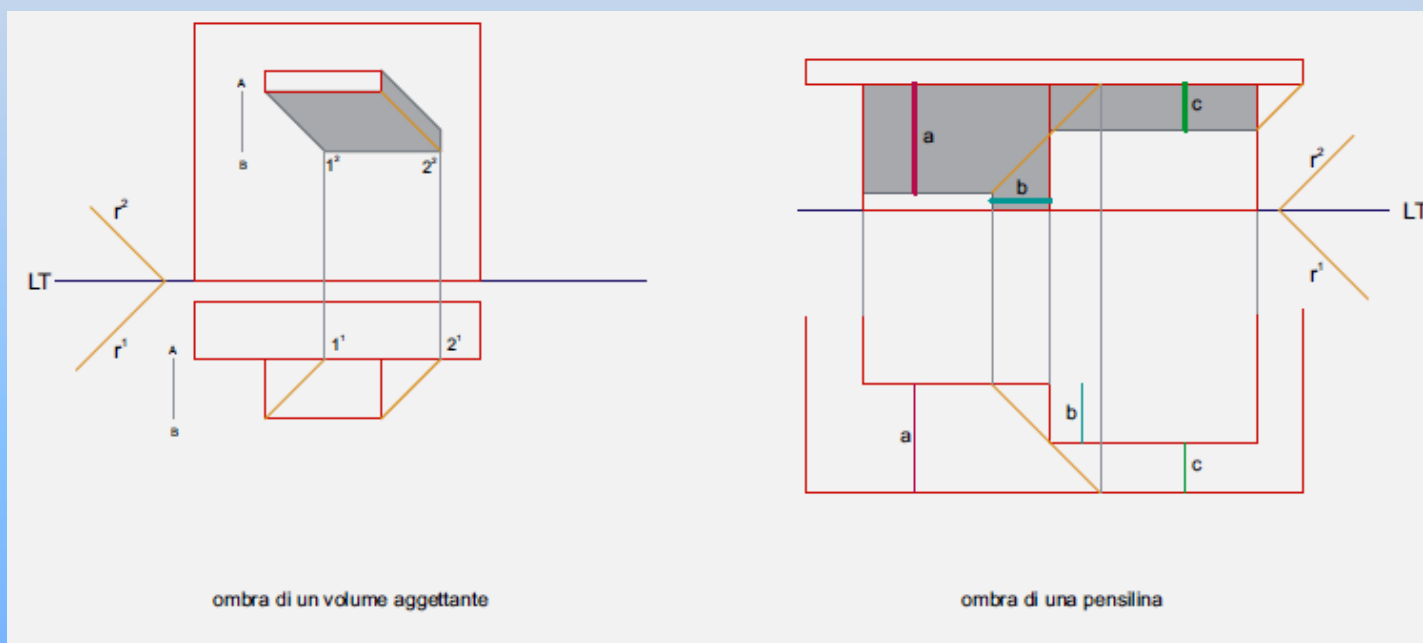 A
B
1²
2²
r²
LT
r¹
A
B
1¹
2¹
ombra di un volume aggettante
a
c
b
r²
LT
r¹
b
a
c
ombra di una pensilina